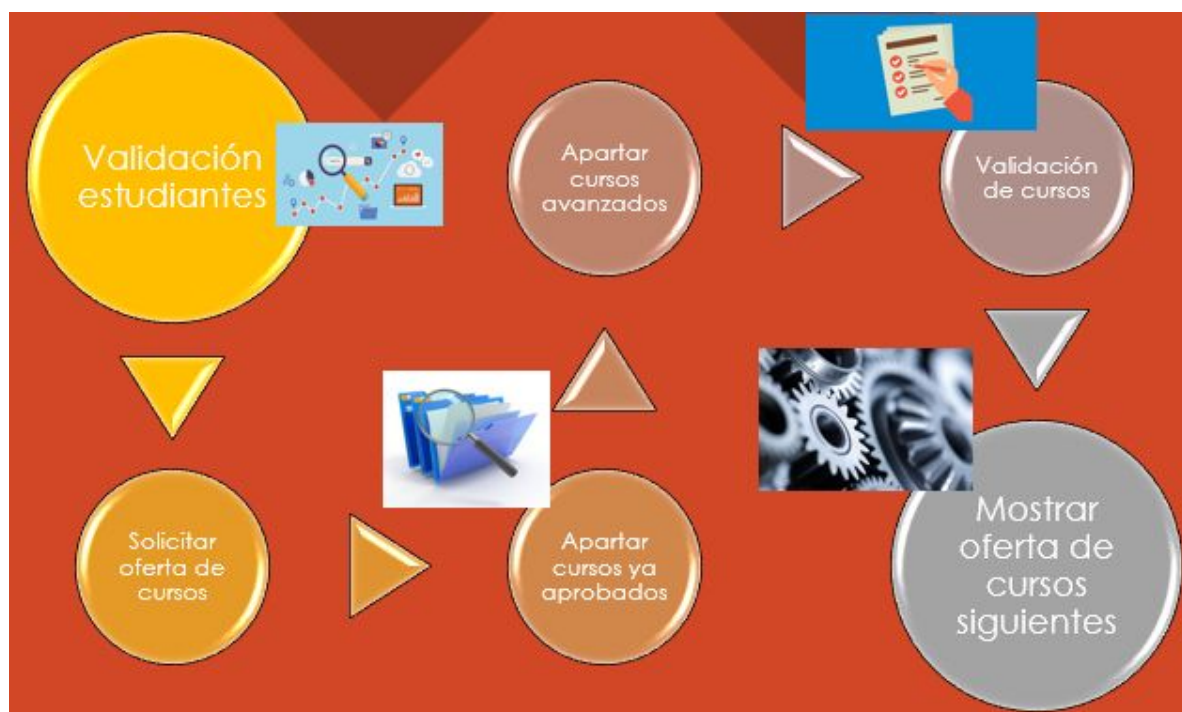 Validación
estudiantes
Solicitar
oferta de
cursos
Apartar
cursos ya
aprobados
Apartar
cursos
avanzados
Validación
de cursos
Mostrar
oferta de
cursos
siguientes